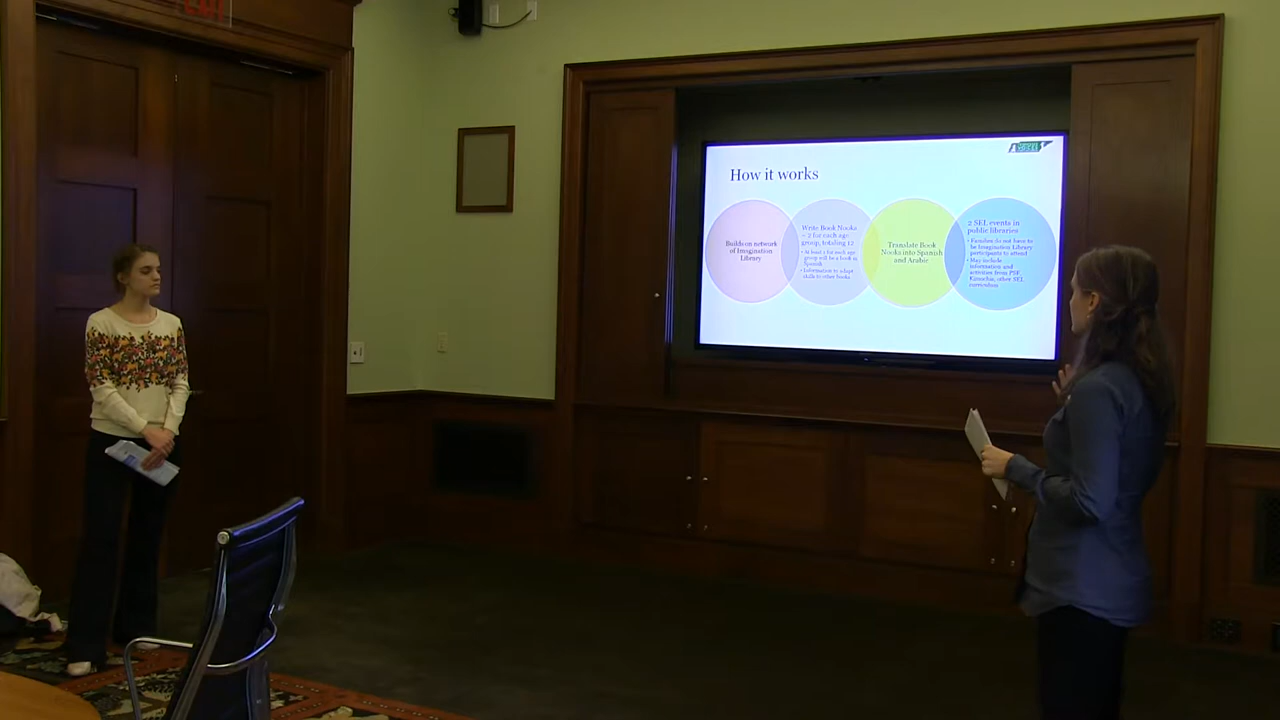 EXIT
How it works
Builds on network
of Imagination
Library
Write Book Nooks
– 2 for each age
group, totaling 12
• At least 1 for each age
group will be a book in
Spanish
• Information to adapt
skills to other books
Translate Book
Nooks into Spanish
and Arabic
2 SEL events in
public libraries
• Families do not have to
be Imagination Library
participants to attend
• May include
information and
activities from PSF,
other SEL
curriculum